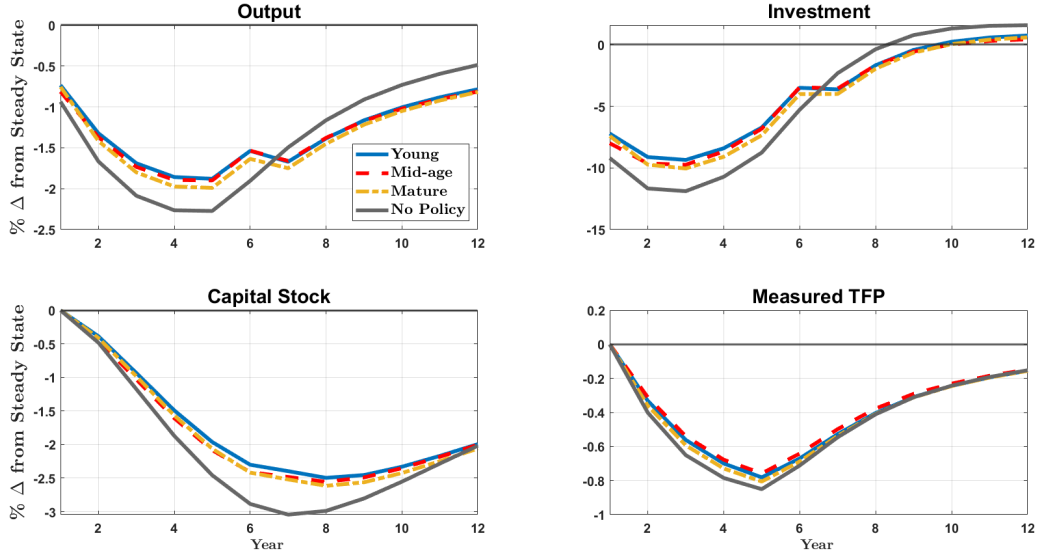 Output
% Δ from Steady State
0
-0.5
-1
-1.5
-2
-2.5
2 4 6 8 10 12
Young
Mid-age
Mature
No Policy
Investment
0
-5
-10
-15
2 4 6 8 10 12
Capital Stock
% Δ from Steady State
0
-0.5
-1
-1.5
-2
-2.5
-3
2 4 6 8 10 12
Year
Measured TFP
0.2
0
-0.2
-0.4
-0.6
-0.8
-1
2 4 6 8 10 12
Year